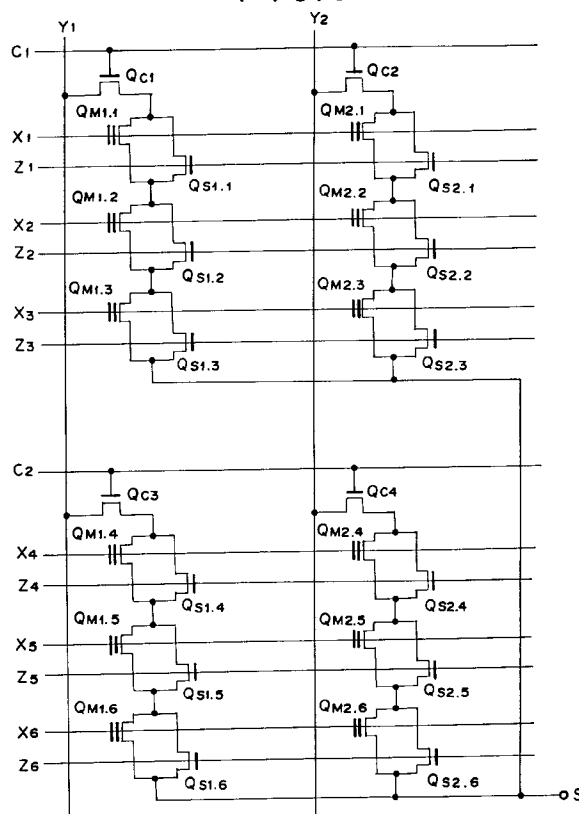 Y1 Y2
C1
QC1 QC2
QM1.1 QM2.1
X1
Z1
QS1.1 QS2.1
QM1.2 QM2.2
X2
Z2
QS1.2 QS2.2
QM1.3 QM2.3
X3
Z3
QS1.3 QS2.3
C2
QC3 QC4
QM1.4 QM2.4
X4
Z4
QS1.4 QS2.4
QM1.5 QM2.5
X5
Z5
QS1.5 QS2.5
QM1.6 QM2.6
X6
Z6
QS1.6 QS2.6
S